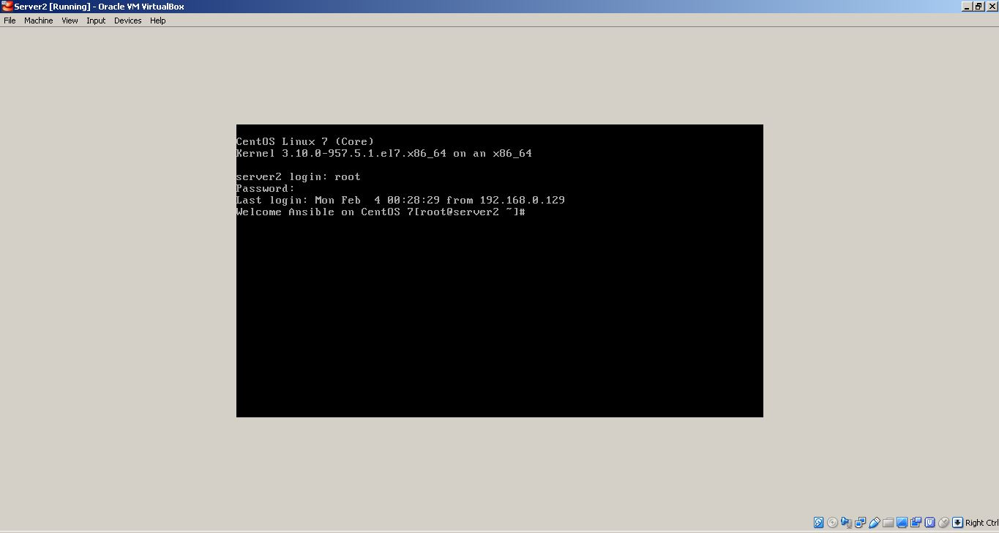 Server2 [Running] - Oracle VM VirtualBox
File Machine View Input Devices Help
CentOS Linux 7 (Core)
Kernel 3.10.0-957.5.1.el7.x86_64 on an x86_64
server2 login: root
Password:
Last login: Mon Feb  4 00:28:29 from 192.168.0.129
Welcome Ansible on CentOS 7[root@server2 ~]#
Right Ctrl